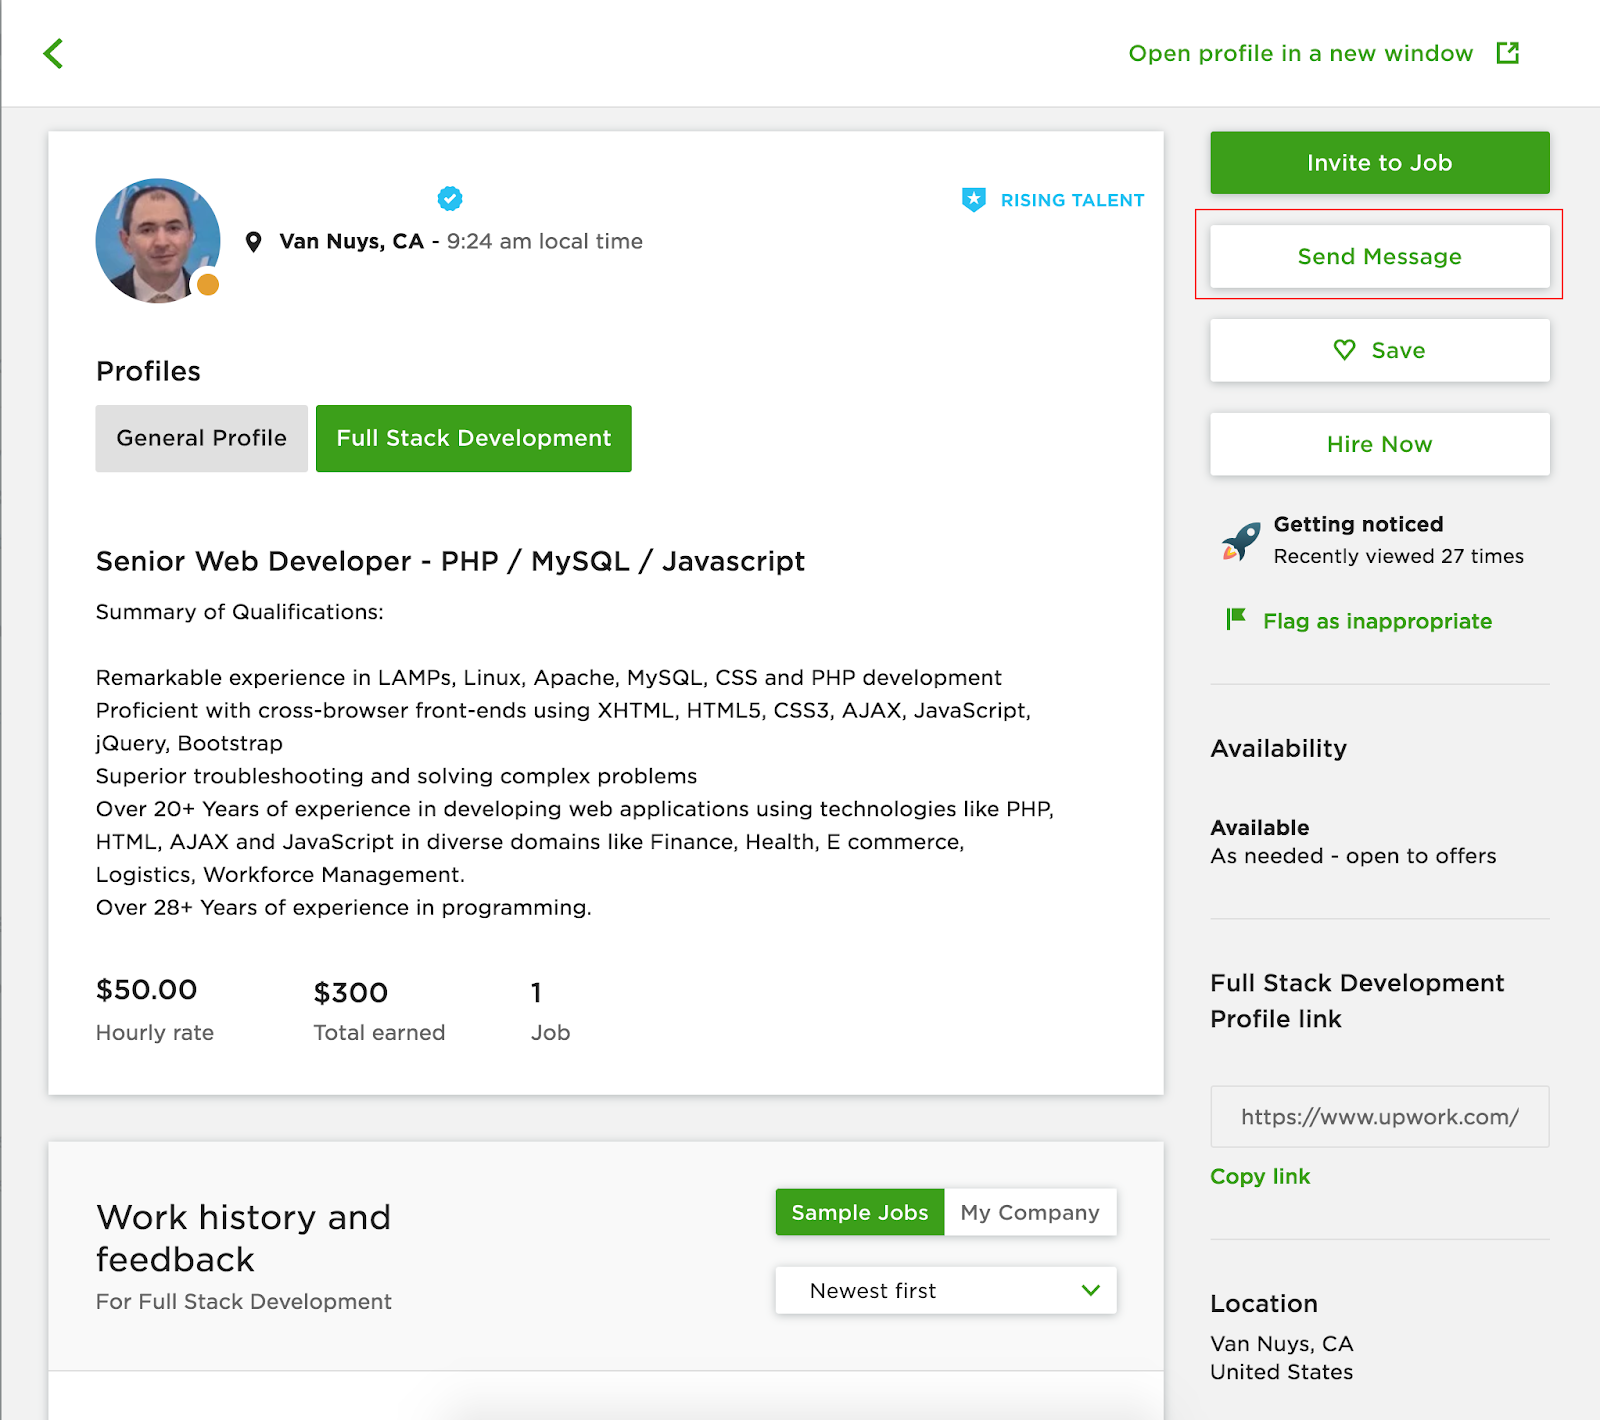 Open profile in a new window
RISING TALENT
Van Nuys, CA - 9:24 am local time
Profiles
General Profile
Full Stack Development
Senior Web Developer - PHP / MySQL / Javascript
Summary of Qualifications:
Remarkable experience in LAMPs, Linux, Apache, MySQL, CSS and PHP development
Proficient with cross-browser front-ends using XHTML, HTML5, CSS3, AJAX, JavaScript,
jQuery, Bootstrap
Superior troubleshooting and solving complex problems
Over 20+ Years of experience in developing web applications using technologies like PHP,
HTML, AJAX and JavaScript in diverse domains like Finance, Health, E commerce,
Logistics, Workforce Management.
Over 28+ Years of experience in programming.
$50.00
Hourly rate
$300
Total earned
1
Job
Work history and
feedback
For Full Stack Development
Sample Jobs
My Company
Newest first
Invite to Job
Send Message
Save
Hire Now
Getting noticed
Recently viewed 27 times
Flag as inappropriate
Availability
Available
As needed - open to offers
Full Stack Development
Profile link
https://www.upwork.com/
Copy link
Location
Van Nuys, CA
United States